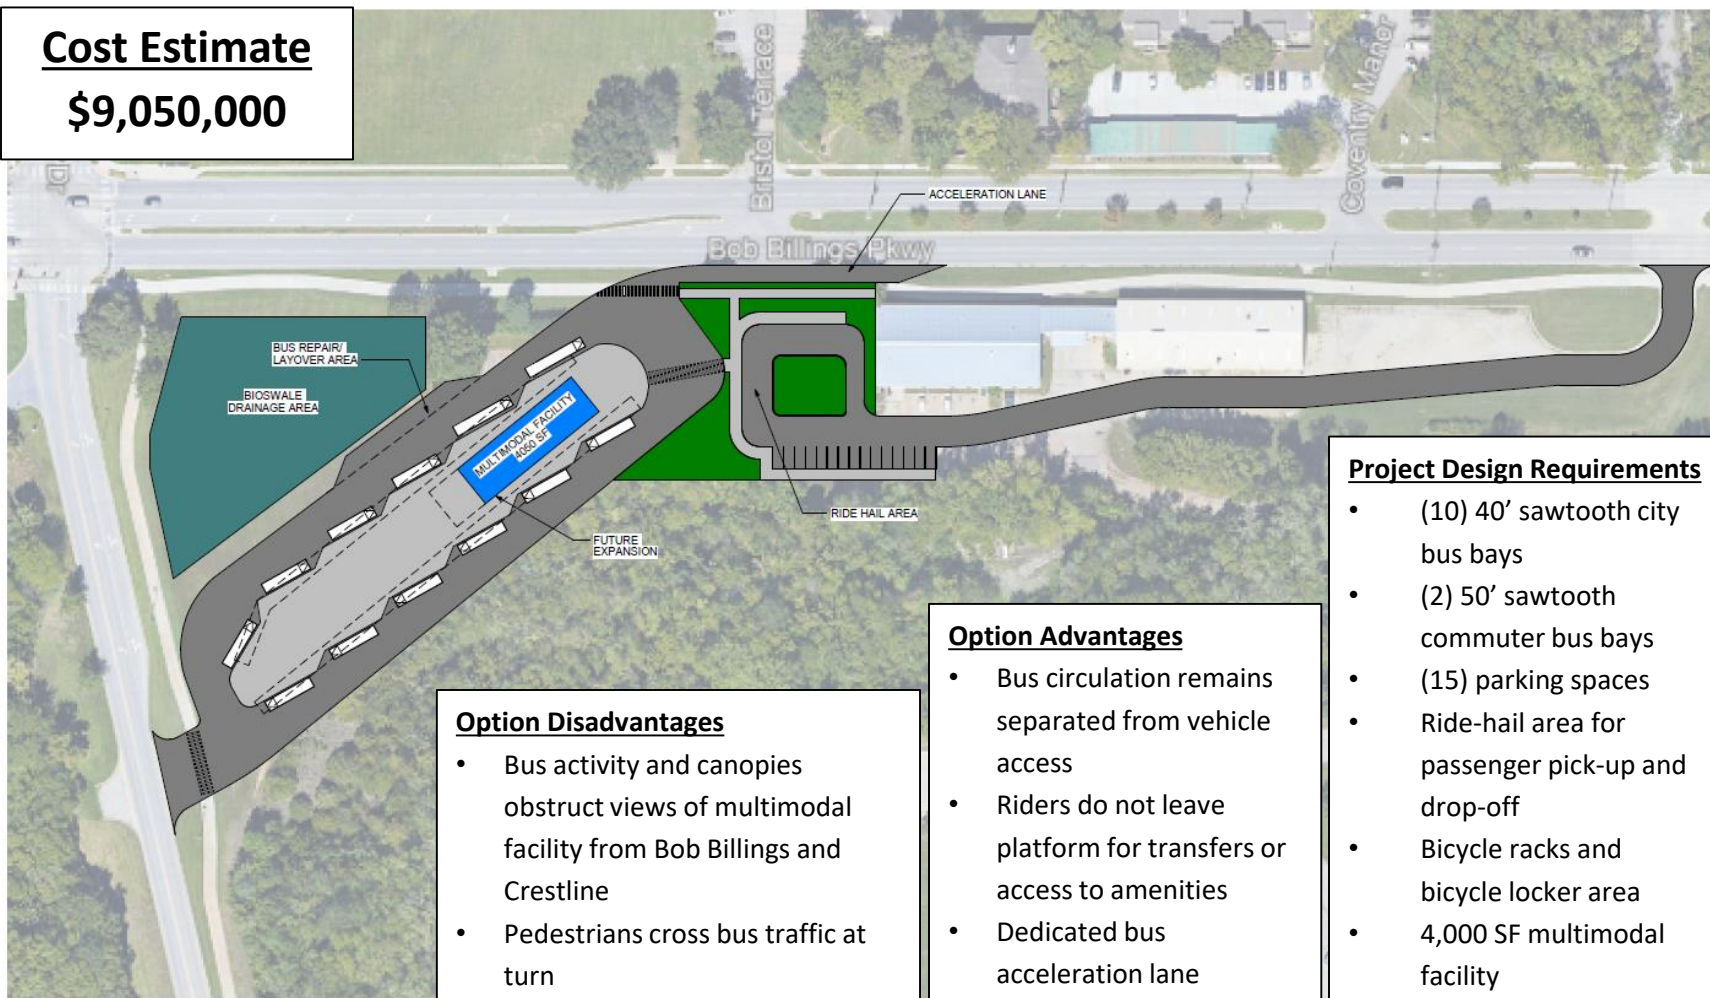 Cost Estimate
$9,050,000
Dr
Bristol Terrace
Coventry Manor
ACCELERATION LANE
Bob Billings Pkwy
BUS REPAIR/
LAYOVER AREA
BIOSWALE
DRAINAGE AREA
MULTIMODAL FACILITY
4050 SF
RIDE HAIL AREA
FUTURE
EXPANSION
Option Disadvantages
• Bus activity and canopies
obstruct views of multimodal
facility from Bob Billings and
Crestline
• Pedestrians cross bus traffic at
turn
Option Advantages
• Bus circulation remains
separated from vehicle
access
• Riders do not leave
platform for transfers or
access to amenities
• Dedicated bus
acceleration lane
Project Design Requirements
• (10) 40’ sawtooth city
bus bays
• (2) 50’ sawtooth
commuter bus bays
• (15) parking spaces
• Ride-hail area for
passenger pick-up and
drop-off
• Bicycle racks and
bicycle locker area
• 4,000 SF multimodal
facility